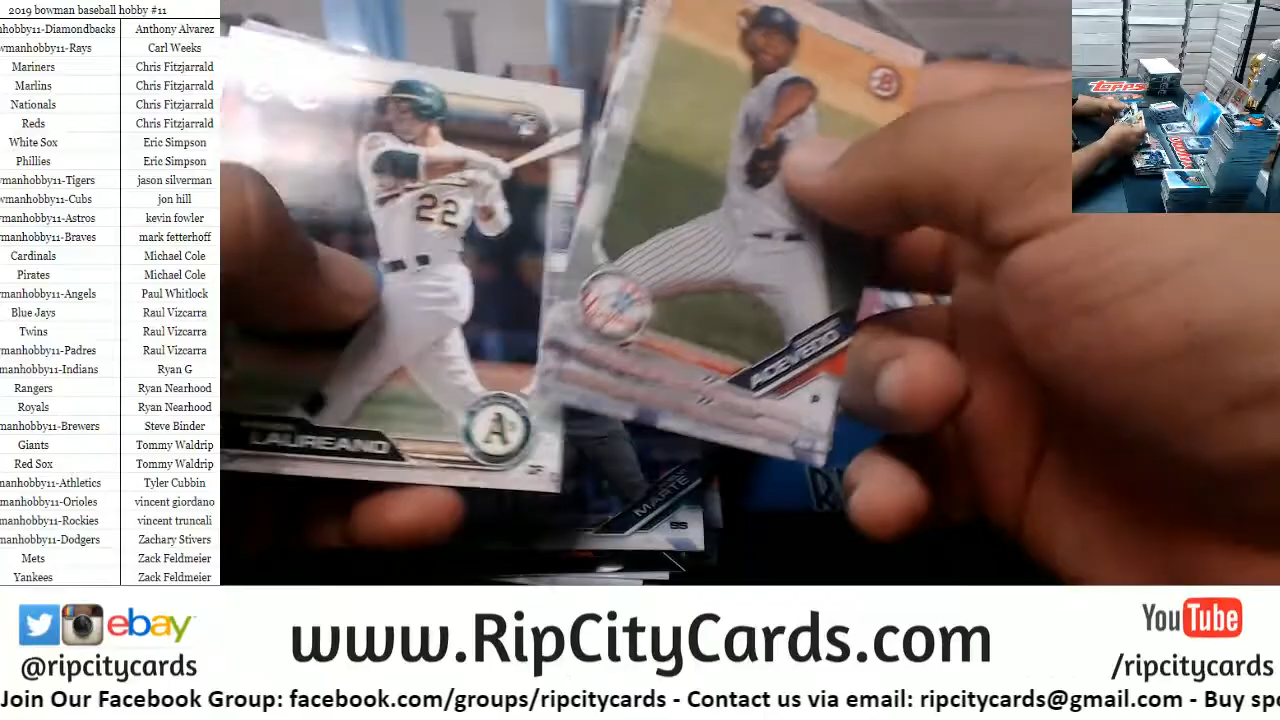 2019 bowman baseball hobby #11
nhobby11-Diamondbacks Anthony Alvarez
wmanhobby11-Rays Carl Weeks
Mariners Chris Fitzjarrald
Marlins Chris Fitzjarrald
Nationals Chris Fitzjarrald
Reds Chris Fitzjarrald
White Sox Eric Simpson
Phillies Eric Simpson
wmanhobby11-Tigers jason silverman
wmanhobby11-Cubs jon hill
wmanhobby11-Astros kevin fowler
manhobby11-Braves mark fetterhoff
Cardinals Michael Cole
Pirates Michael Cole
manhobby11-Angels Paul Whitlock
Blue Jays Raul Vizcarra
Twins Raul Vizcarra
manhobby11-Padres Raul Vizcarra
manhobby11-Indians Ryan G
Rangers Ryan Nearhood
Royals Ryan Nearhood
manhobby11-Brewers Steve Binder
Giants Tommy Waldrip
Red Sox Tommy Waldrip
manhobby11-Athletics Tyler Cubbin
manhobby11-Orioles vincent giordano
manhobby11-Rockies vincent truncali
manhobby11-Dodgers Zachary Stivers
Mets Zack Feldmeier
Yankees Zack Feldmeier
topps
22
LAUREANO
A's
ACEVEDO
P
MARTE
SS
ebay
@ripcitycards
www.RipCityCards.com
YouTube
/ripcitycards
Join Our Facebook Group: facebook.com/groups/ripcitycards - Contact us via email: ripcitycards@gmail.com - Buy spo